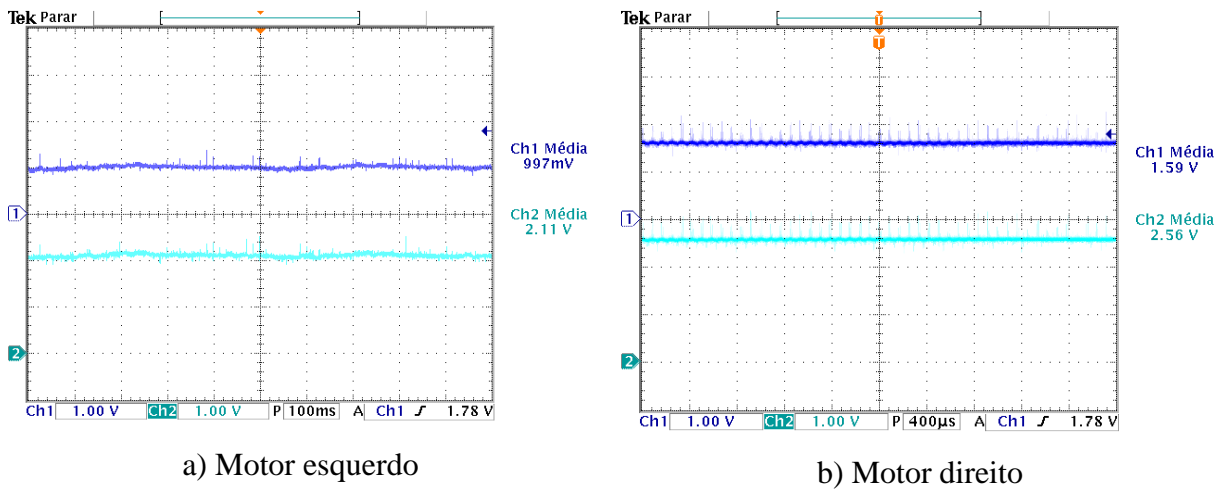 Tek Parar
Ch1 Média
997mV
Ch2 Média
2.11 V
1
2
Ch1 1.00 V Ch2 1.00 V P 100ms A Ch1 1.78 V
a) Motor esquerdo
Tek Parar
T
T
Ch1 Média
1.59 V
Ch2 Média
2.56 V
1
2
Ch1 1.00 V Ch2 1.00 V P 400µs A Ch1 1.78 V
b) Motor direito